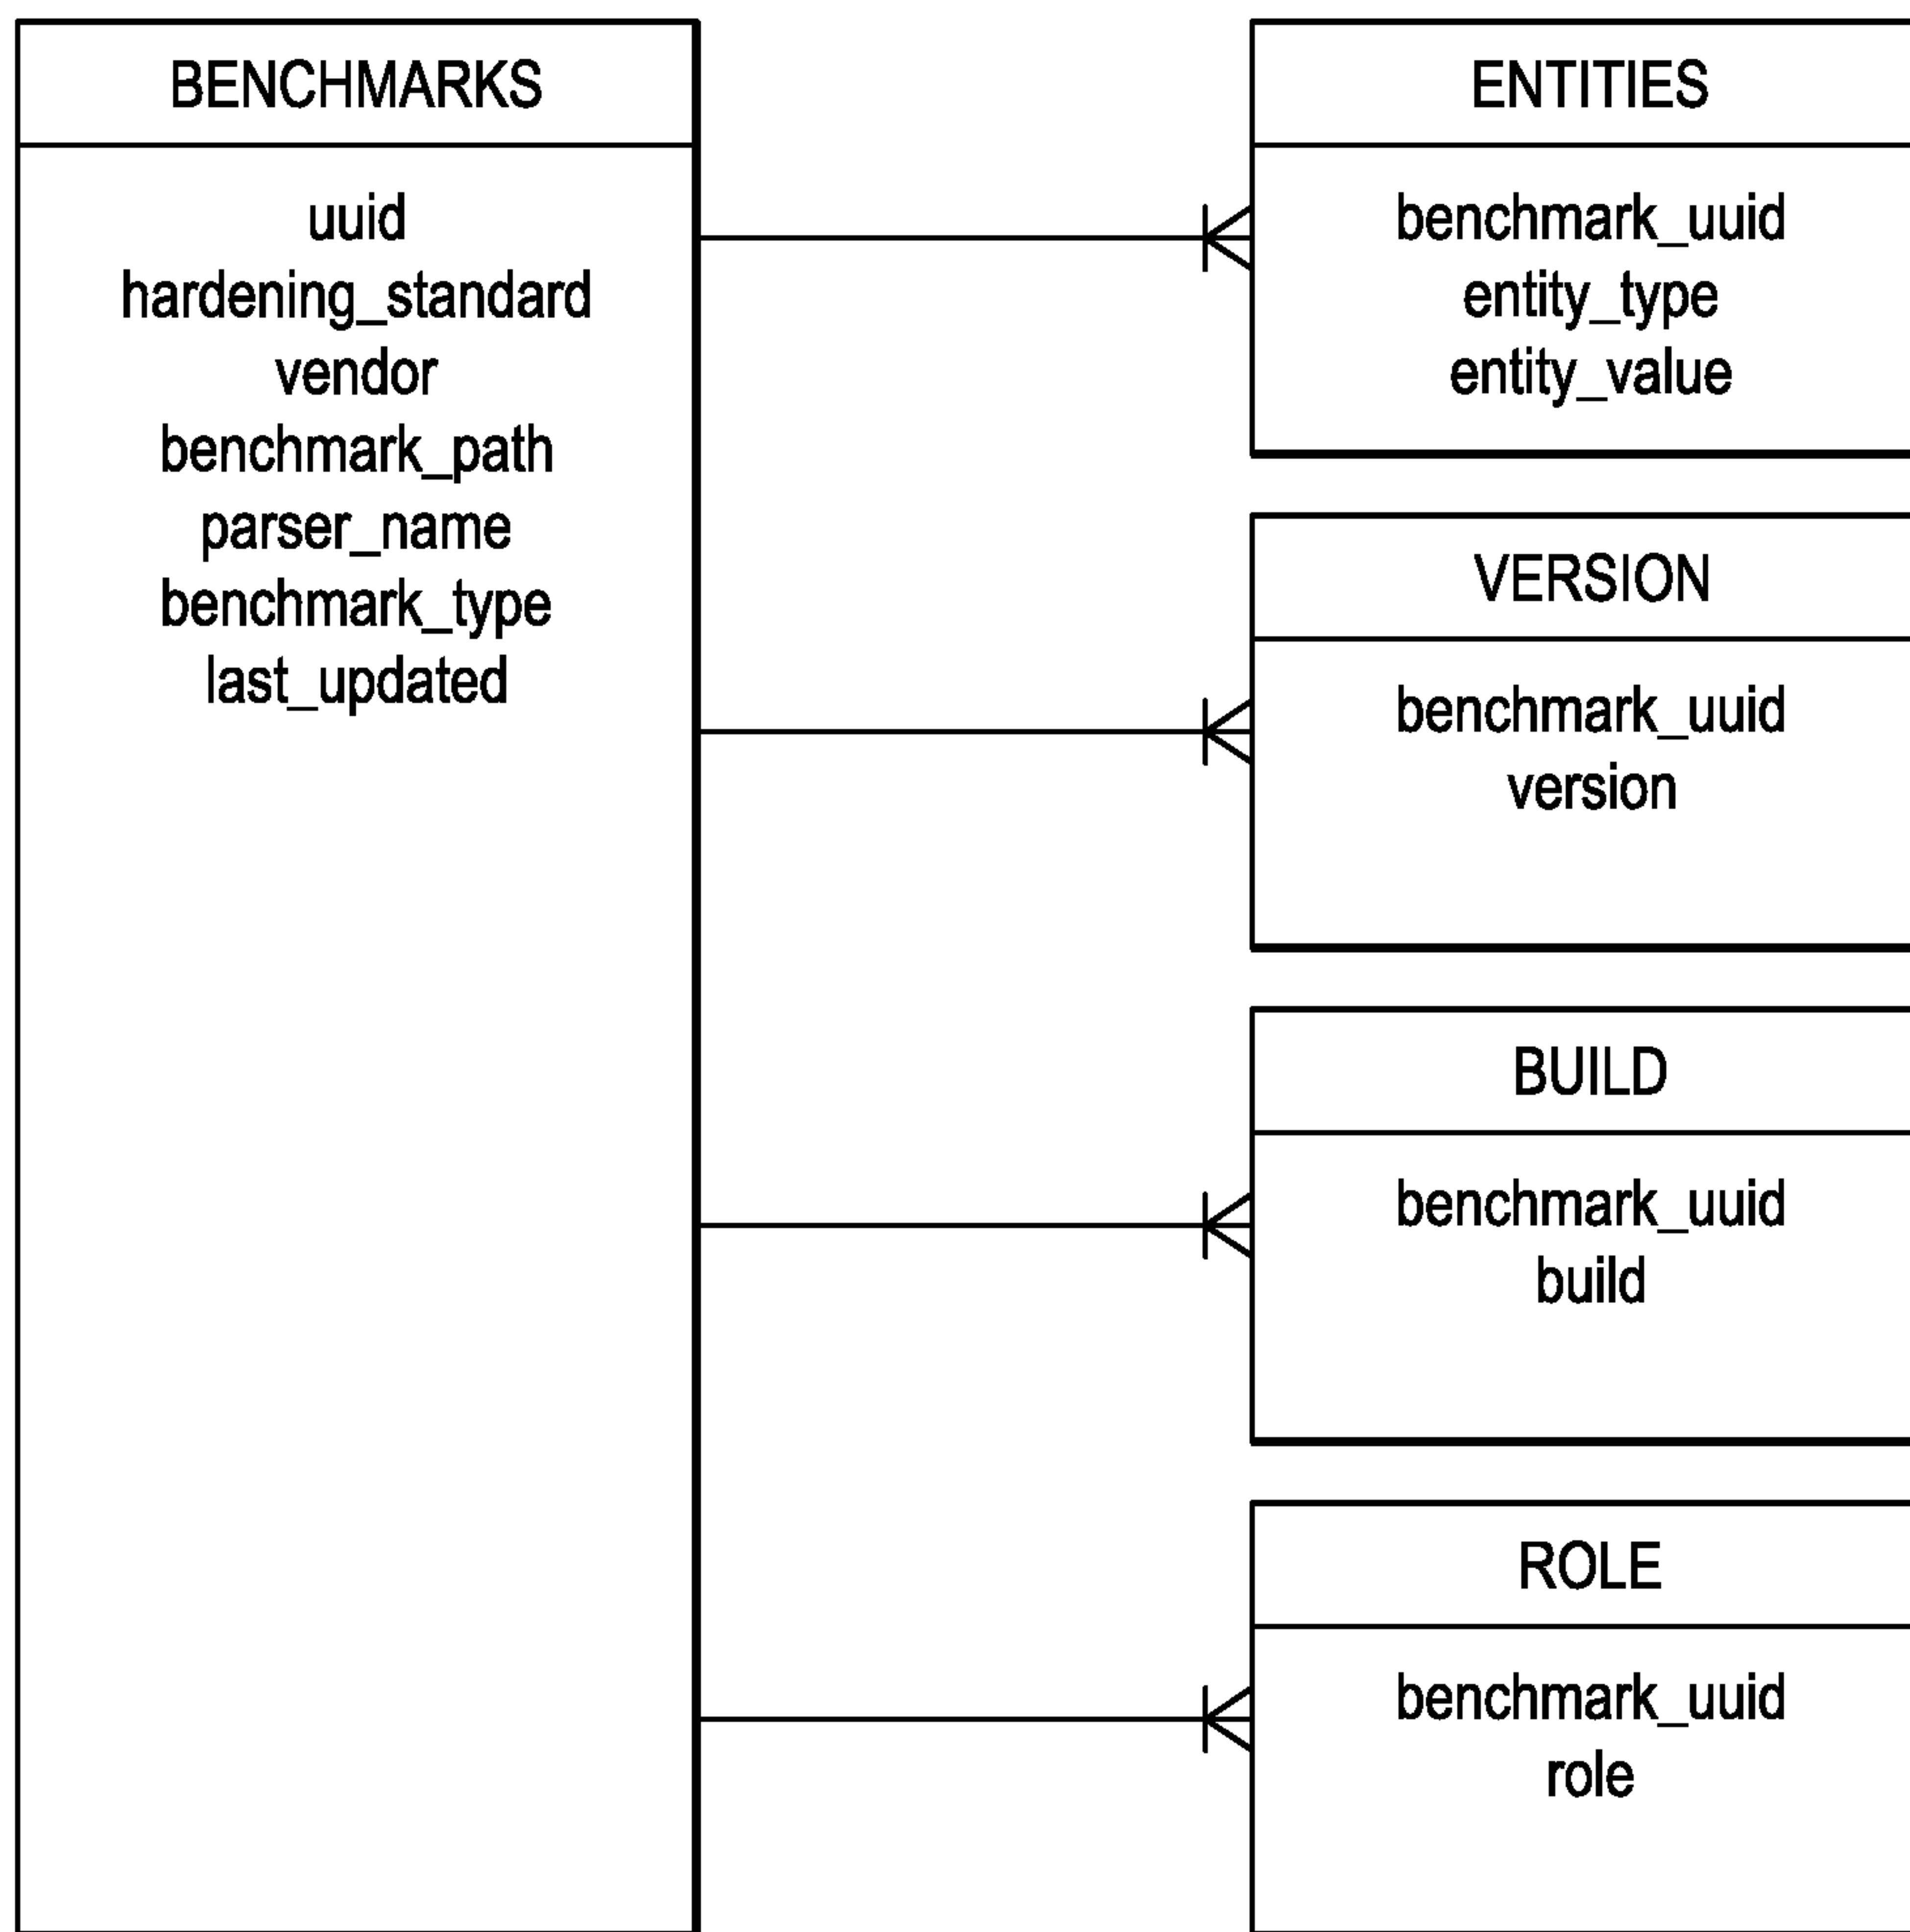 BENCHMARKS
uuid
hardening_standard
vendor
benchmark_path
parser_name
benchmark_type
last_updated
ENTITIES
benchmark_uuid
entity_type
entity_value
VERSION
benchmark_uuid
version
BUILD
benchmark_uuid
build
ROLE
benchmark_uuid
role